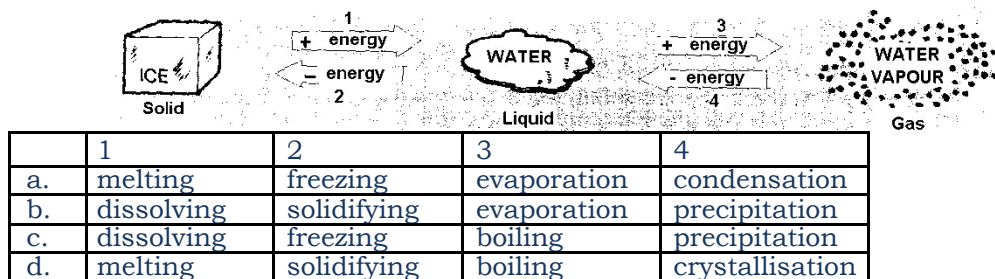 1
+ energy
ICE
- energy
2
Solid
WATER
Liquid
3
+ energy
- energy
4
WATER
VAPOUR
Gas
1 2 3 4
a. melting freezing evaporation condensation
b. dissolving solidifying evaporation precipitation
c. dissolving freezing boiling precipitation
d. melting solidifying boiling crystallisation